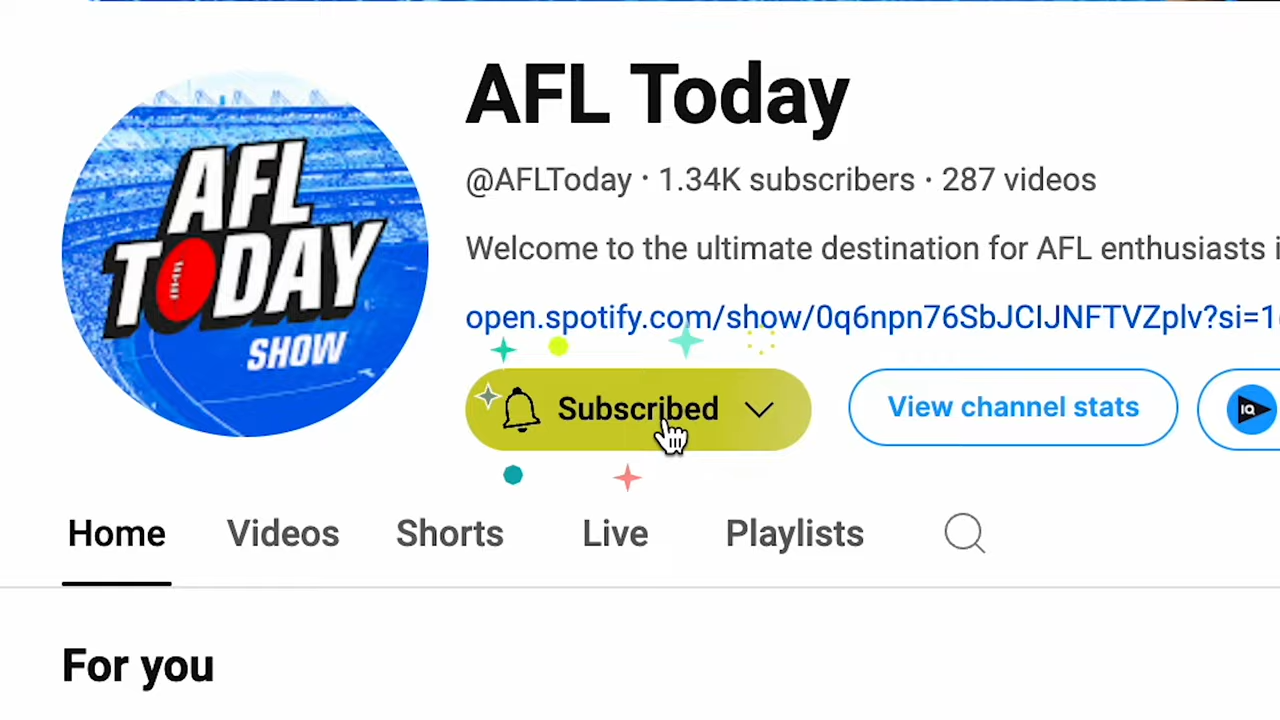 AFL Today
AFL
TODAY
SHOW
@AFLToday · 1.34K subscribers · 287 videos
Welcome to the ultimate destination for AFL enthusiasts i
open.spotify.com/show/0q6npn76SbJCIJNFTVZplv?si=1
Subscribed
View channel stats
IQ
Home
Videos
Shorts
Live
Playlists
For you